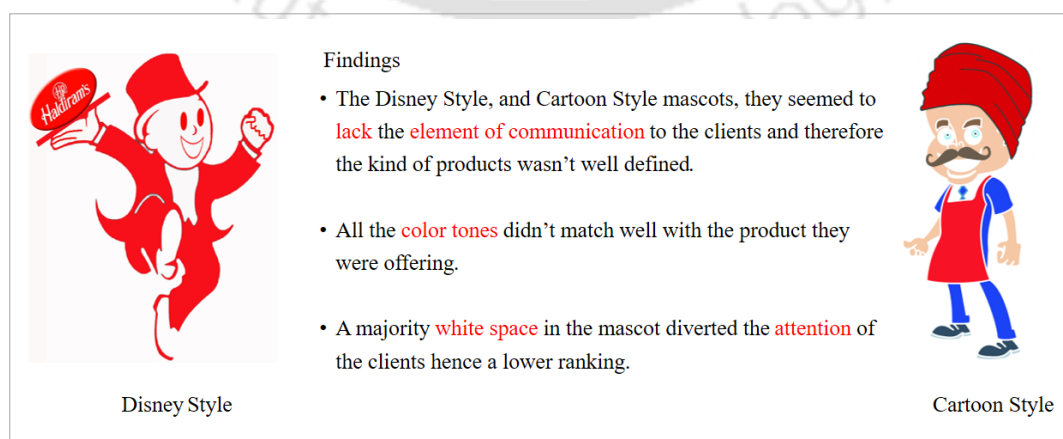 Haldiram's
Findings
• The Disney Style, and Cartoon Style mascots, they seemed to
lack the element of communication to the clients and therefore
the kind of products wasn't well defined.
• All the color tones didn't match well with the product they
were offering.
• A majority white space in the mascot diverted the attention of
the clients hence a lower ranking.
Disney Style
Cartoon Style